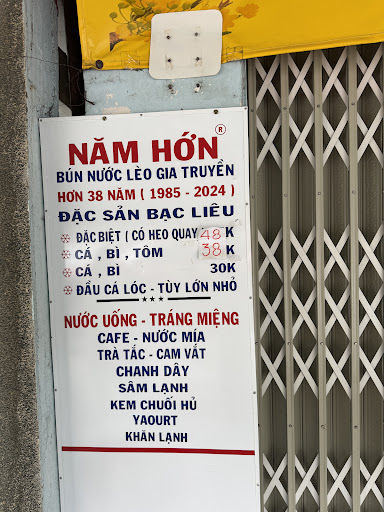 NĂM HỚN ®
BÚN NƯỚC LÈO GIA TRUYỀN
HƠN 38 NĂM ( 1985 - 2024 )
ĐẶC SẢN BẠC LIÊU
ĐẶC BIỆT ( CÓ HEO QUAY 48 K
CÁ , BÌ , TÔM 38 K
CÁ , BÌ 30K
ĐẦU CÁ LÓC - TÙY LỚN NHỎ
NƯỚC UỐNG - TRÁNG MIỆNG
CAFE - NƯỚC MÍA
TRÀ TẮC - CAM VẮT
CHANH DÂY
SÂM LẠNH
KEM CHUỐI HỦ
YAOURT
KHĂN LẠNH